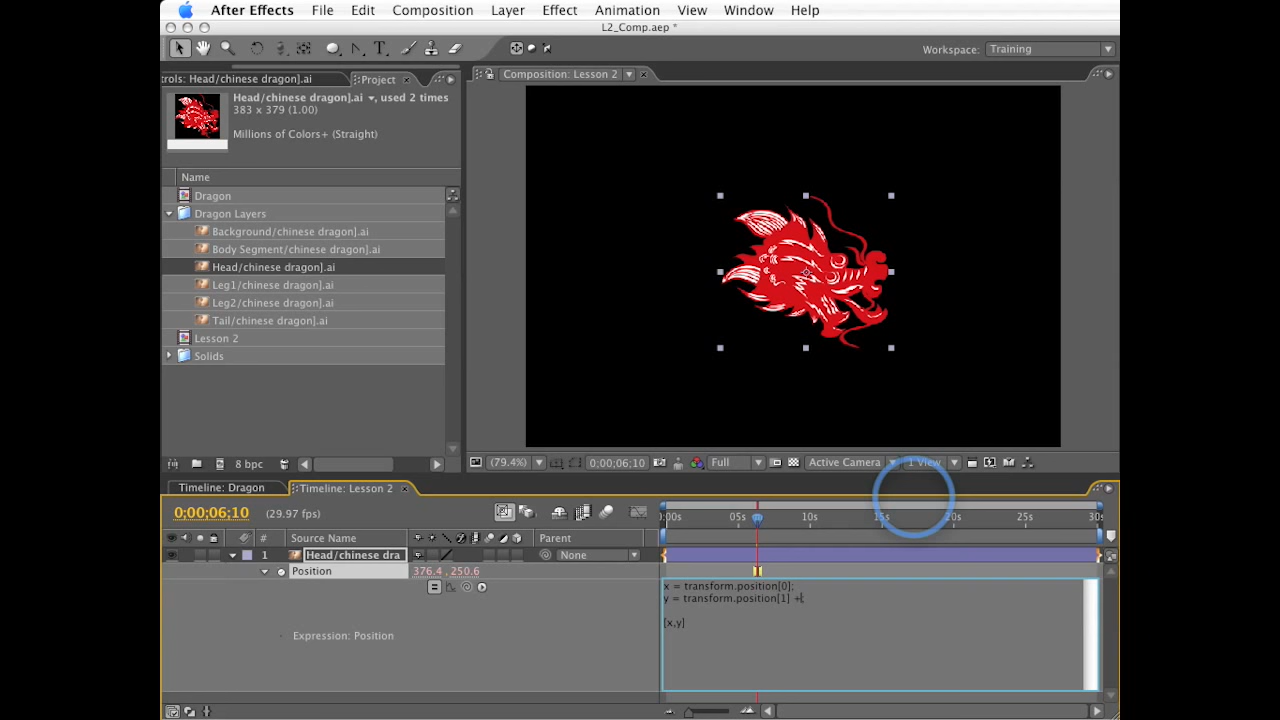 After Effects File Edit Composition Layer Effect Animation View Window Help
L2_Comp.aep *
Workspace: Training
trols: Head/chinese dragon].ai Project
Composition: Lesson 2
Head/chinese dragon].ai , used 2 times
383 x 379 (1.00)
Millions of Colors+ (Straight)
Name
Dragon
Dragon Layers
Background/chinese dragon].ai
Body Segment/chinese dragon].ai
Head/chinese dragon].ai
Leg1/chinese dragon].ai
Leg2/chinese dragon].ai
Tail/chinese dragon].ai
Lesson 2
Solids
8 bpc
(79.4%) 0;00;06;10 Full Active Camera 1 View
Timeline: Dragon Timeline: Lesson 2
0;00;06;10 (29.97 fps)
:00s 05s 10s 15s 20s 25s 30s
# Source Name Parent
1 Head/chinese dra None
Position 376.4 , 250.6
Expression: Position
x = transform.position[0];
y = transform.position[1] +;
[x,y]